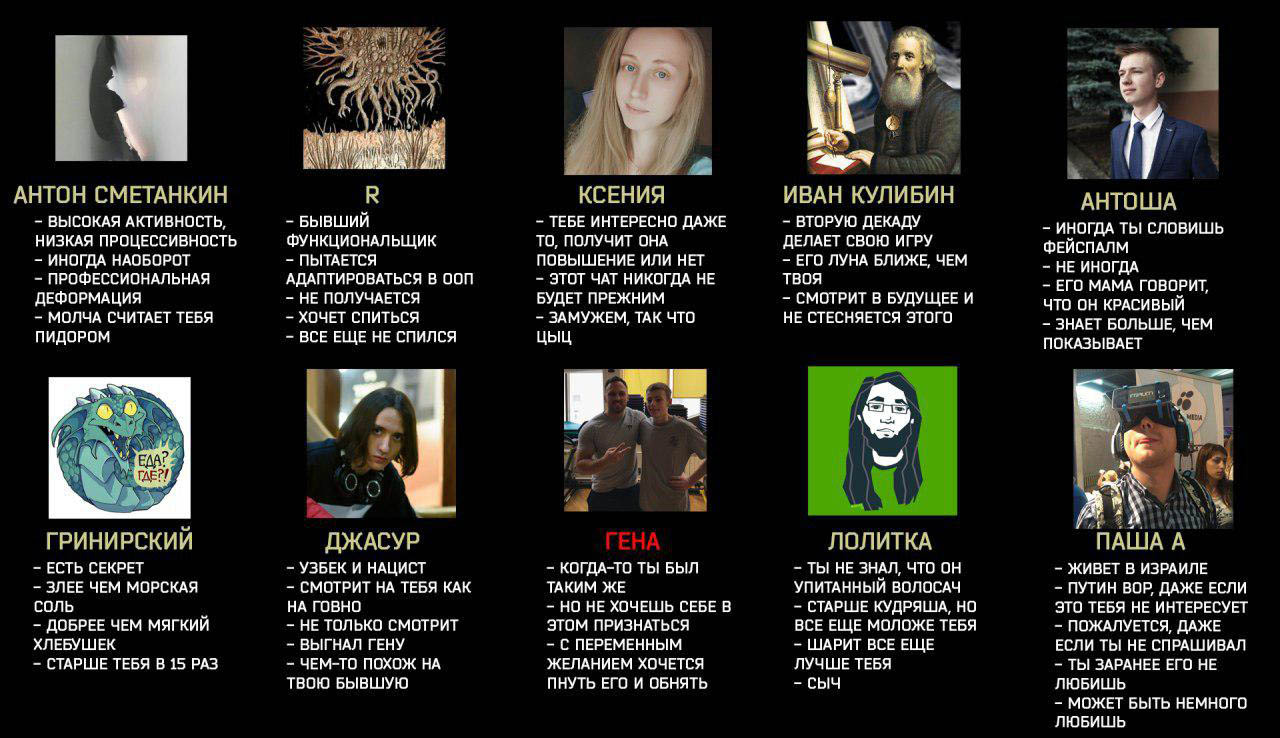 АНТОН СМЕТАНКИН
– ВЫСОКАЯ АКТИВНОСТЬ,
НИЗКАЯ ПРОЦЕССИВНОСТЬ
– ИНОГДА НАОБОРОТ
– ПРОФЕССИОНАЛЬНАЯ
ДЕФОРМАЦИЯ
– МОЛЧА СЧИТАЕТ ТЕБЯ
ПИДОРОМ
R
– БЫВШИЙ
ФУНКЦИОНАЛЬЩИК
– ПЫТАЕТСЯ
АДАПТИРОВАТЬСЯ В ООП
– НЕ ПОЛУЧАЕТСЯ
– ХОЧЕТ СПИТЬСЯ
– ВСЕ ЕЩЕ НЕ СПИЛСЯ
КСЕНИЯ
– ТЕБЕ ИНТЕРЕСНО ДАЖЕ
ТО, ПОЛУЧИТ ОНА
ПОВЫШЕНИЕ ИЛИ НЕТ
– ЭТОТ ЧАТ НИКОГДА НЕ
БУДЕТ ПРЕЖНИМ
– ЗАМУЖЕМ, ТАК ЧТО
ЦЫЦ
ИВАН КУЛИБИН
– ВТОРУЮ ДЕКАДУ
ДЕЛАЕТ СВОЮ ИГРУ
– ЕГО ЛУНА БЛИЖЕ, ЧЕМ
ТВОЯ
– СМОТРИТ В БУДУЩЕЕ И
НЕ СТЕСНЯЕТСЯ ЭТОГО
АНТОША
– ИНОГДА ТЫ СЛОВИШЬ
ФЕЙСПАЛМ
– НЕ ИНОГДА
– ЕГО МАМА ГОВОРИТ,
ЧТО ОН КРАСИВЫЙ
– ЗНАЕТ БОЛЬШЕ, ЧЕМ
ПОКАЗЫВАЕТ
ЕДА?
ГДЕ?!
ГРИНИРСКИЙ
– ЕСТЬ СЕКРЕТ
– ЗЛЕЕ ЧЕМ МОРСКАЯ
СОЛЬ
– ДОБРЕЕ ЧЕМ МЯГКИЙ
ХЛЕБУШЕК
– СТАРШЕ ТЕБЯ В 15 РАЗ
ДЖАСУР
– УЗБЕК И НАЦИСТ
– СМОТРИТ НА ТЕБЯ КАК
НА ГОВНО
– НЕ ТОЛЬКО СМОТРИТ
– ВЫГНАЛ ГЕНУ
– ЧЕМ-ТО ПОХОЖ НА
ТВОЮ БЫВШУЮ
ГЕНА
– КОГДА-ТО ТЫ БЫЛ
ТАКИМ ЖЕ
– НО НЕ ХОЧЕШЬ СЕБЕ В
ЭТОМ ПРИЗНАТЬСЯ
– С ПЕРЕМЕННЫМ
ЖЕЛАНИЕМ ХОЧЕТСЯ
ПНУТЬ ЕГО И ОБНЯТЬ
ЛОЛИТКА
– ТЫ НЕ ЗНАЛ, ЧТО ОН
УПИТАННЫЙ ВОЛОСАЧ
– СТАРШЕ КУДРЯША, НО
ВСЕ ЕЩЕ МОЛОЖЕ ТЕБЯ
– ШАРИТ ВСЕ ЕЩЕ
ЛУЧШЕ ТЕБЯ
– СЫЧ
MEDIA
ПАША А
– ЖИВЕТ В ИЗРАИЛЕ
– ПУТИН ВОР, ДАЖЕ ЕСЛИ
ЭТО ТЕБЯ НЕ ИНТЕРЕСУЕТ
– ПОЖАЛУЕТСЯ, ДАЖЕ
ЕСЛИ ТЫ НЕ СПРАШИВАЛ
– ТЫ ЗАРАНЕЕ ЕГО НЕ
ЛЮБИШЬ
– МОЖЕТ БЫТЬ НЕМНОГО
ЛЮБИШЬ